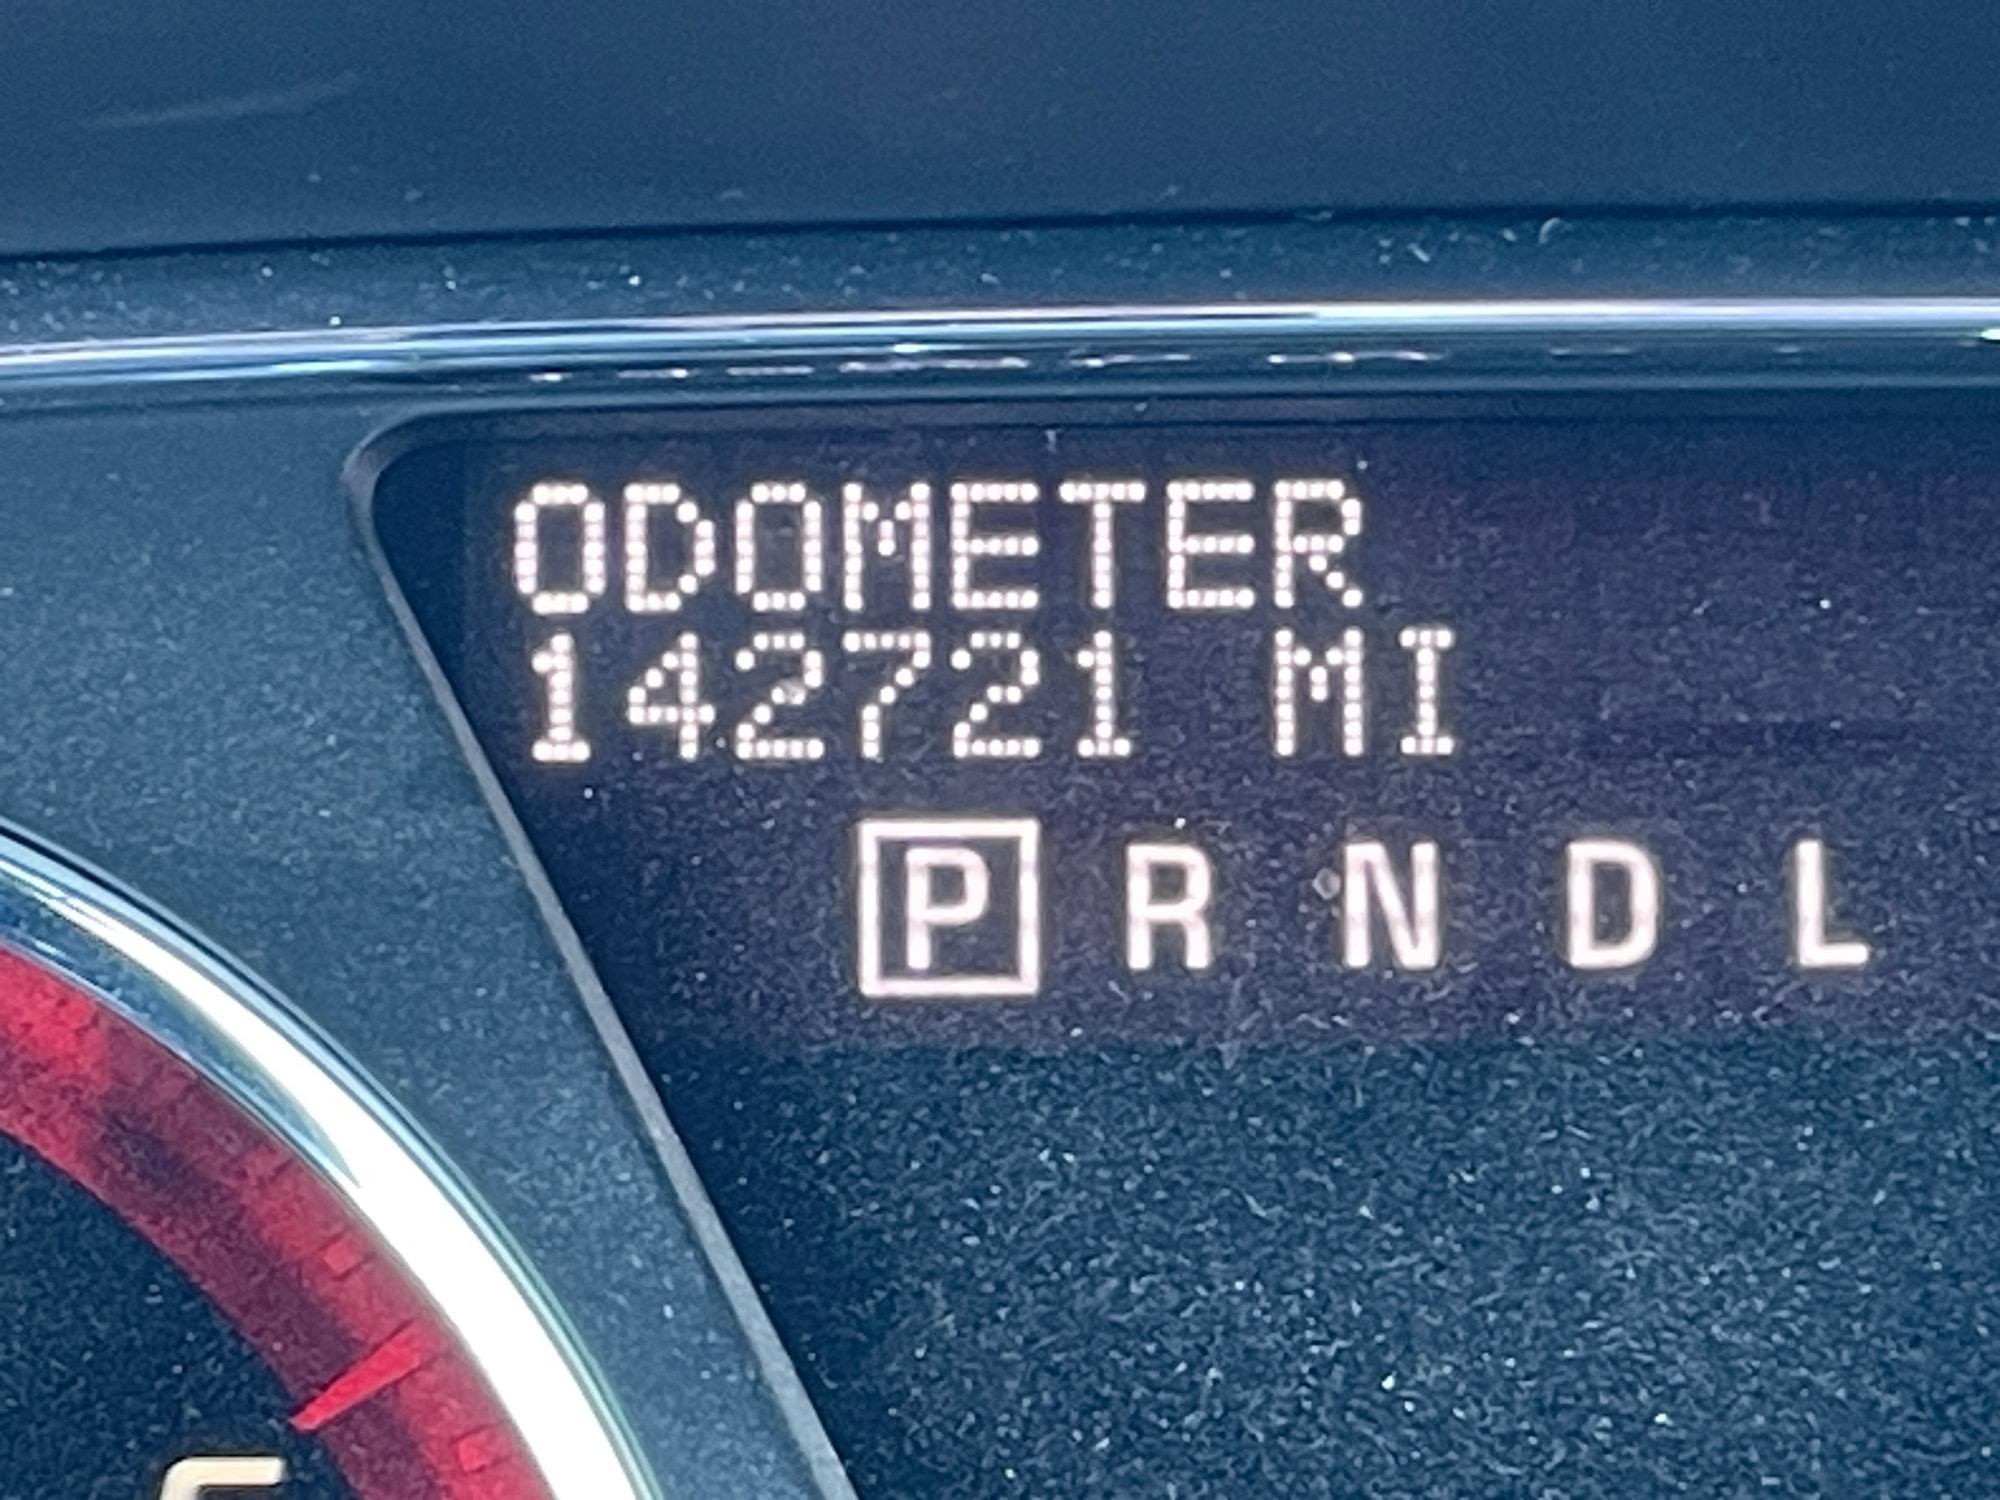 ODOMETER
142721 MI
P R N D L